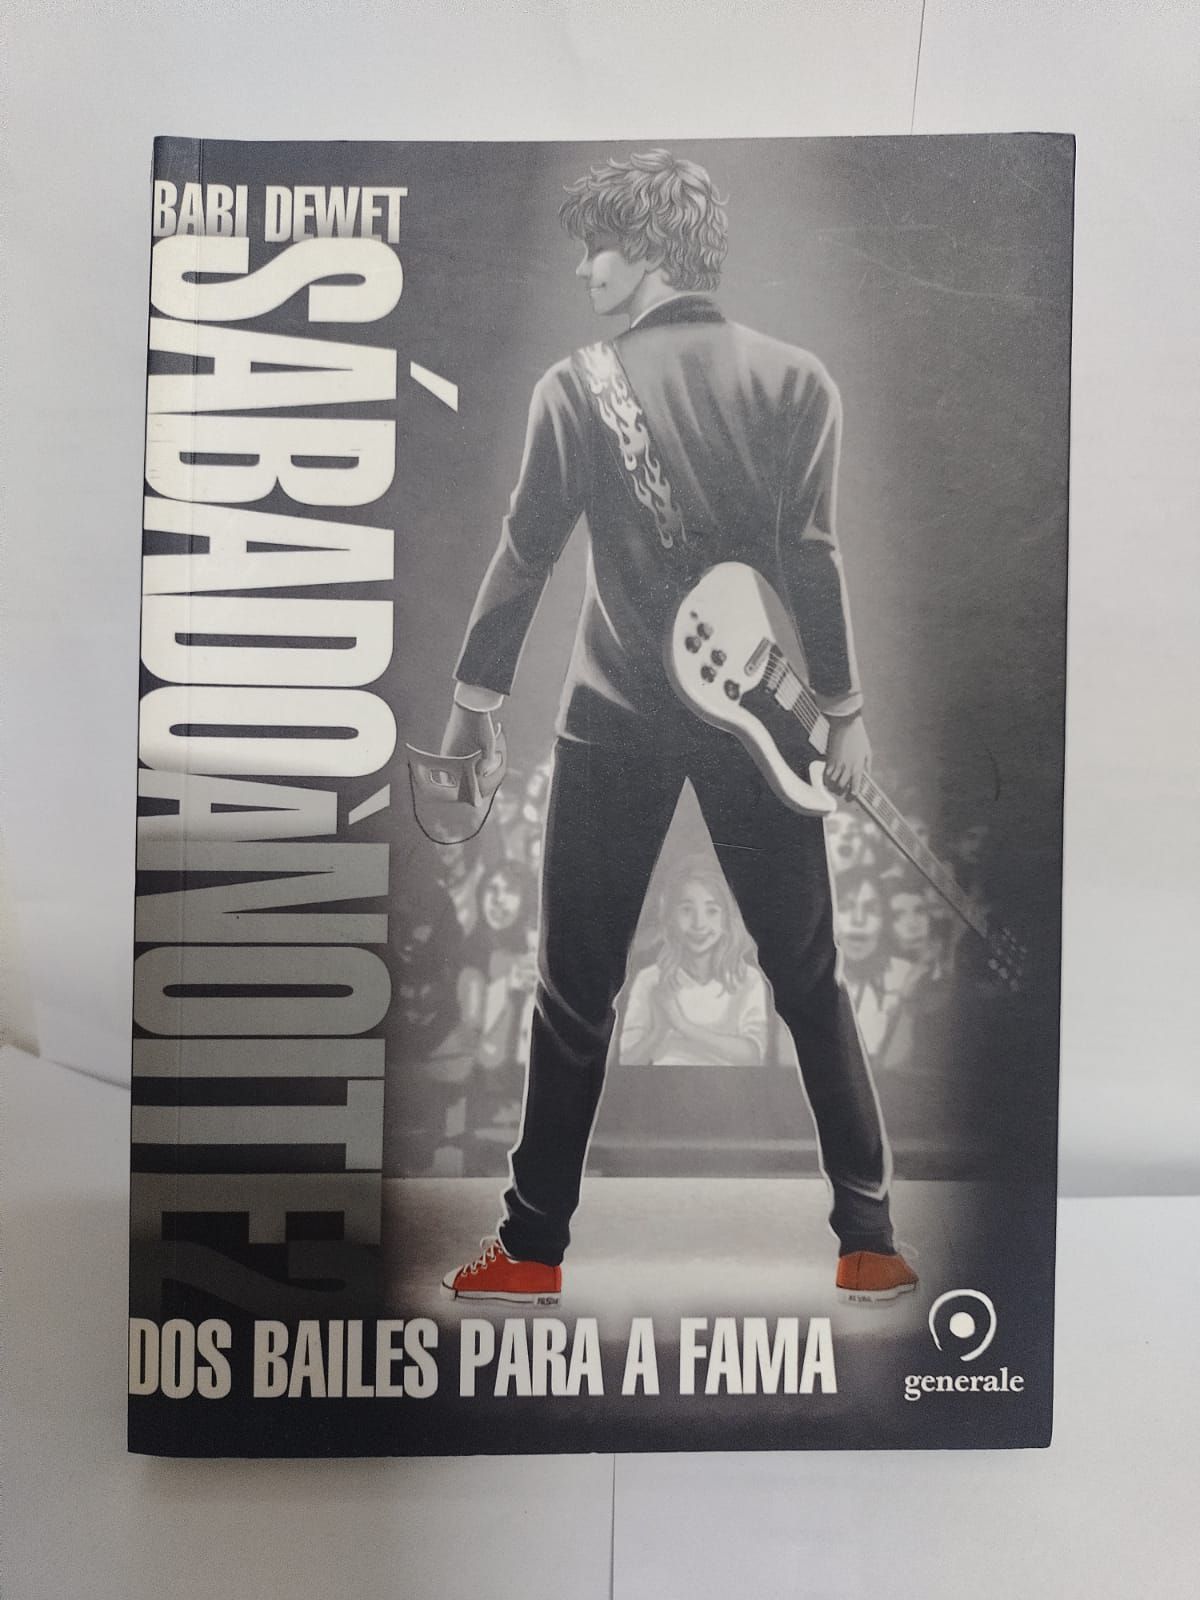 BABI DEWET
SÁBADO À NOITE 2
DOS BAILES PARA A FAMA
generale